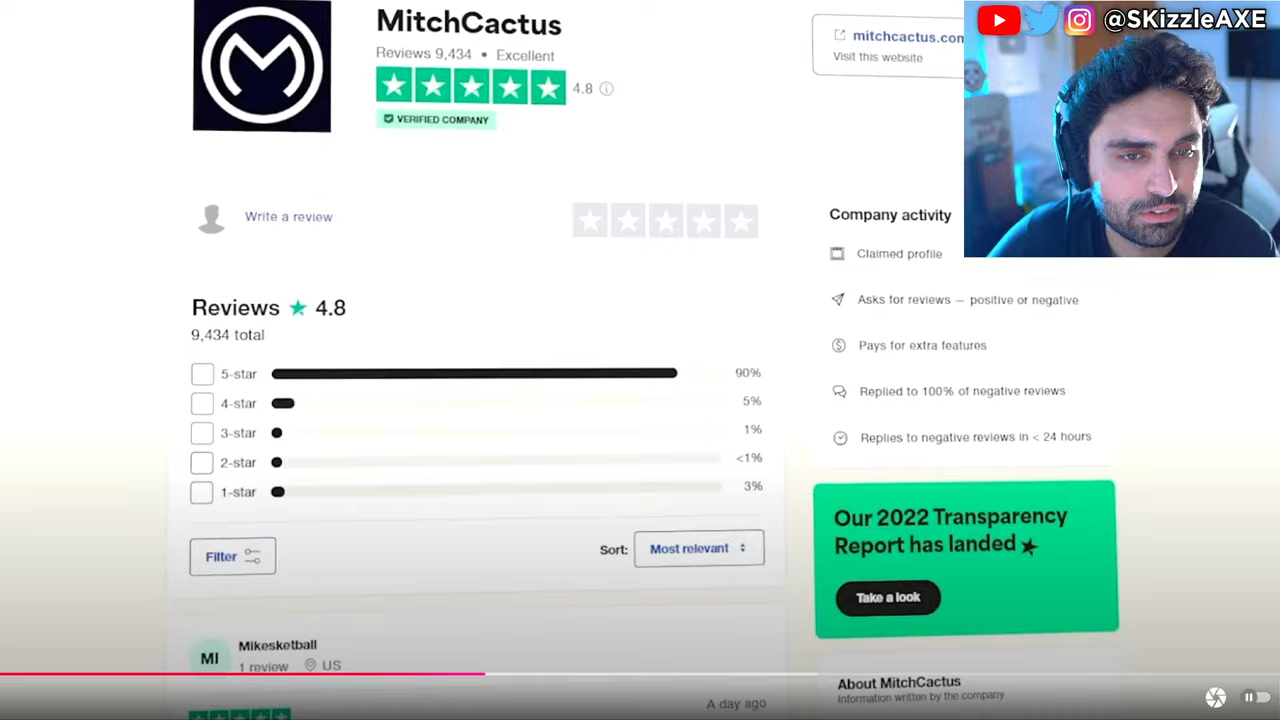 MitchCactus
Reviews 9,434 • Excellent
4.8
VERIFIED COMPANY
mitchcactus.com
Visit this website
@SKizzleAXE
Write a review
Company activity
Claimed profile
Asks for reviews — positive or negative
Pays for extra features
Replied to 100% of negative reviews
Replies to negative reviews in < 24 hours
Reviews ★ 4.8
9,434 total
5-star 90%
4-star 5%
3-star 1%
2-star <1%
1-star 3%
Filter
Sort: Most relevant
Our 2022 Transparency
Report has landed
Take a look
MI
Mikesketball
1 review US
A day ago
About MitchCactus
Information written by the company